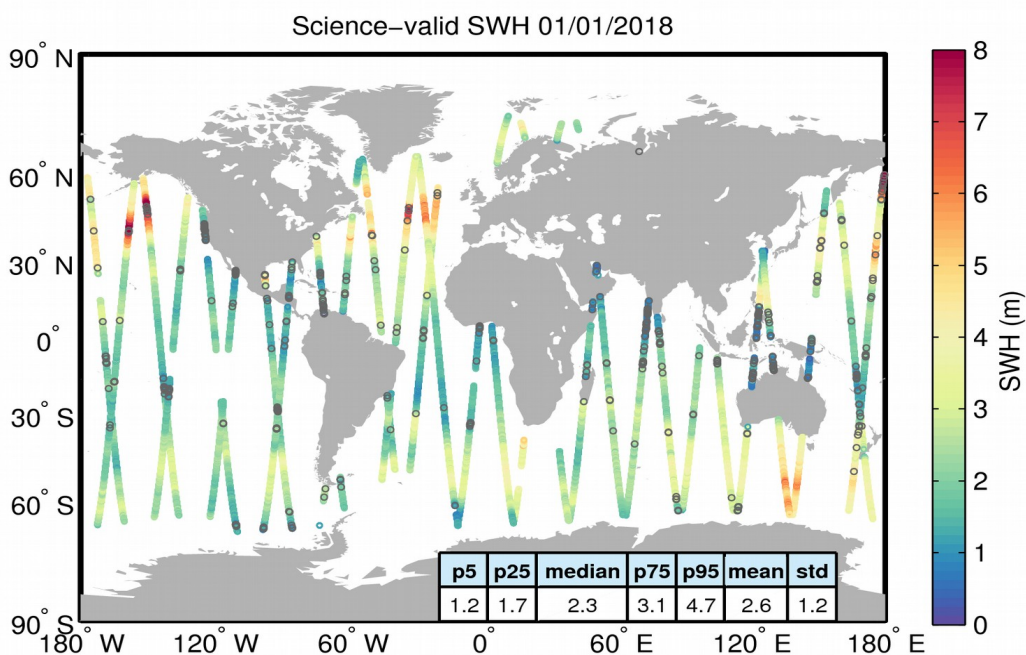 Science–valid SWH 01/01/2018
90° N
60° N
30° N
0°
30° S
60° S
90° S
180° W
120° W
60° W
0°
60° E
120° E
180° E
8
7
6
5
4
3
2
1
0
SWH (m)
p5 p25 median p75 p95 mean std
1.2 1.7 2.3 3.1 4.7 2.6 1.2